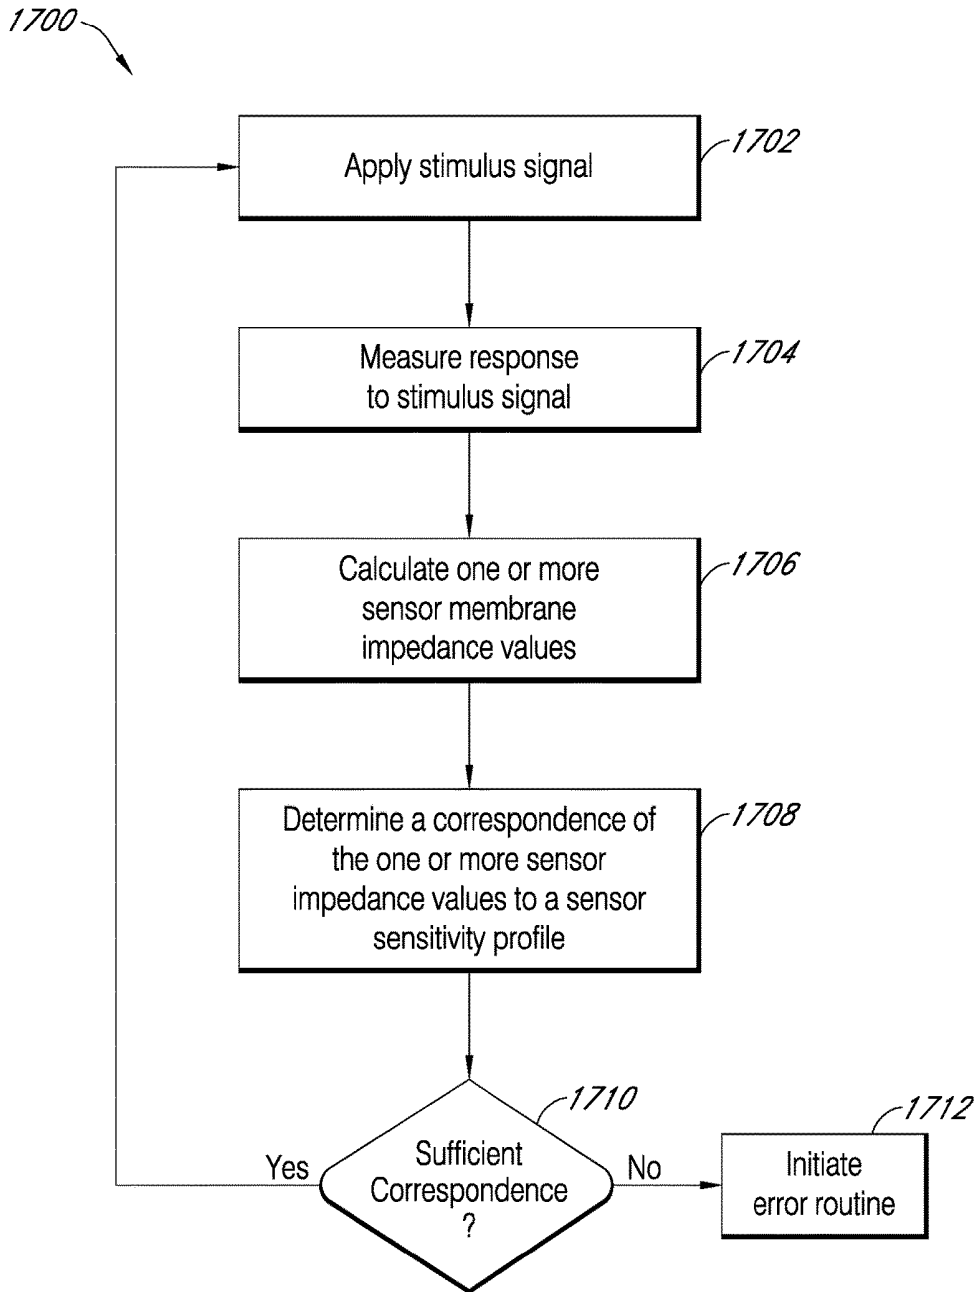 1700
Apply stimulus signal
1702
Measure response
to stimulus signal
1704
Calculate one or more
sensor membrane
impedance values
1706
Determine a correspondence of
the one or more sensor
impedance values to a sensor
sensitivity profile
1708
Sufficient
Correspondence
?
1710
Yes
No
Initiate
error routine
1712